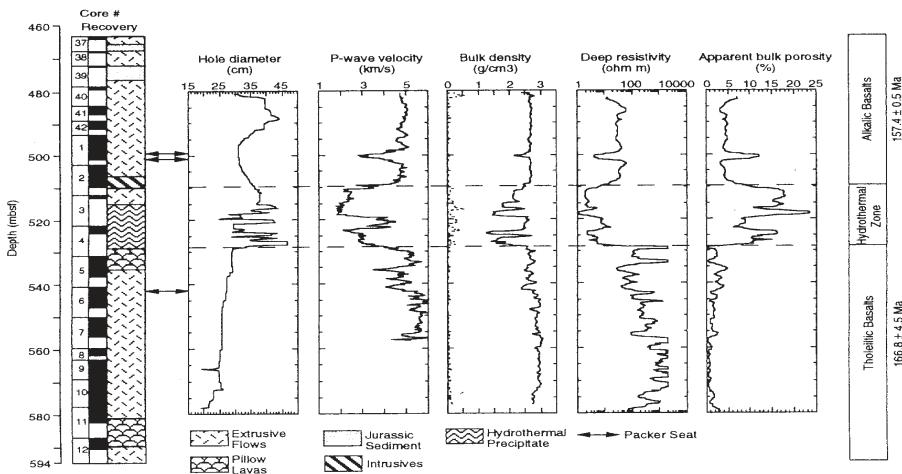 Core #
Recovery
Hole diameter
(cm)
P-wave velocity
(km/s)
Bulk density
(g/cm3)
Deep resistivity
(ohm m)
Apparent bulk porosity
(%)
15 25 35 45
1 3 5
0 1 2 3
1 100 10000
0 5 10 15 20 25
Depth (mbsf)
460
480
500
520
540
560
580
594
37
38
39
40
41
42
1
2
3
4
5
6
7
8
9
10
11
12
Alkalic Basalts
157.4 ± 0.5 Ma
Hydrothermal
Zone
Tholeiitic Basalts
166.8 ± 4.5 Ma
Extrusive
Flows
Jurassic
Sediment
Hydrothermal
Precipitate
Packer Seat
Pillow
Lavas
Intrusives